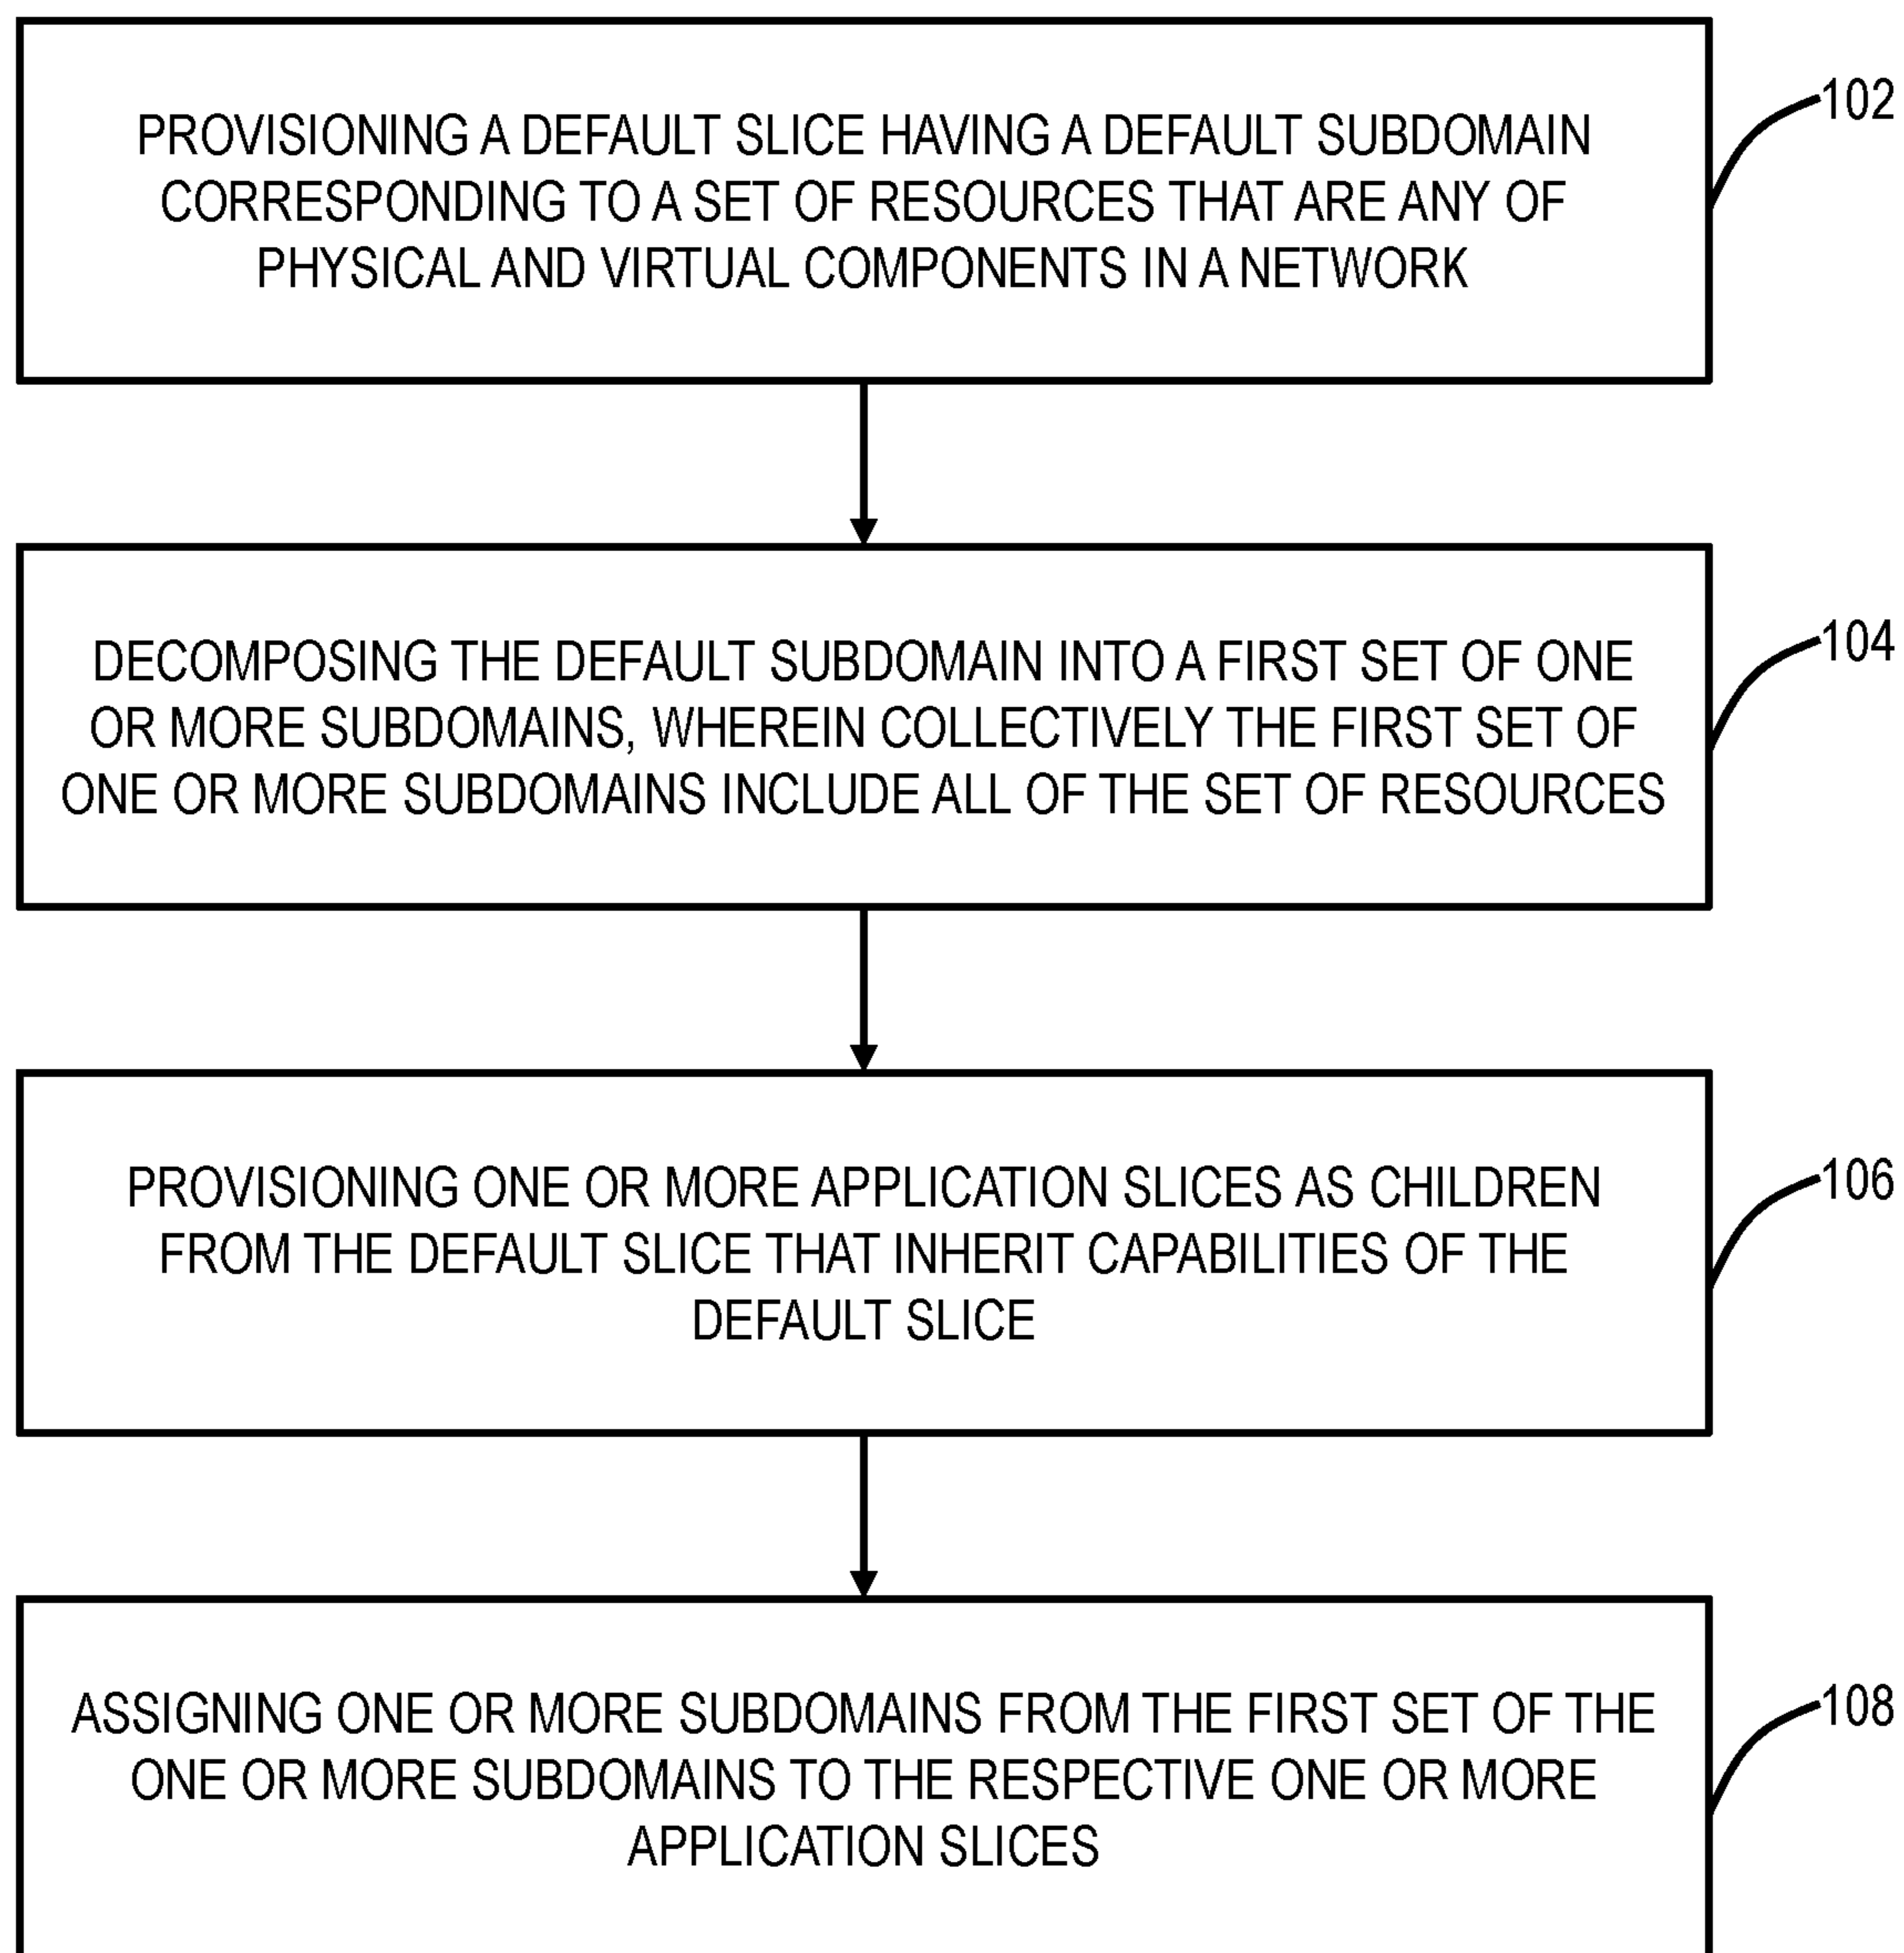 PROVISIONING A DEFAULT SLICE HAVING A DEFAULT SUBDOMAIN
CORRESPONDING TO A SET OF RESOURCES THAT ARE ANY OF
PHYSICAL AND VIRTUAL COMPONENTS IN A NETWORK
102
DECOMPOSING THE DEFAULT SUBDOMAIN INTO A FIRST SET OF ONE
OR MORE SUBDOMAINS, WHEREIN COLLECTIVELY THE FIRST SET OF
ONE OR MORE SUBDOMAINS INCLUDE ALL OF THE SET OF RESOURCES
104
PROVISIONING ONE OR MORE APPLICATION SLICES AS CHILDREN
FROM THE DEFAULT SLICE THAT INHERIT CAPABILITIES OF THE
DEFAULT SLICE
106
ASSIGNING ONE OR MORE SUBDOMAINS FROM THE FIRST SET OF THE
ONE OR MORE SUBDOMAINS TO THE RESPECTIVE ONE OR MORE
APPLICATION SLICES
108